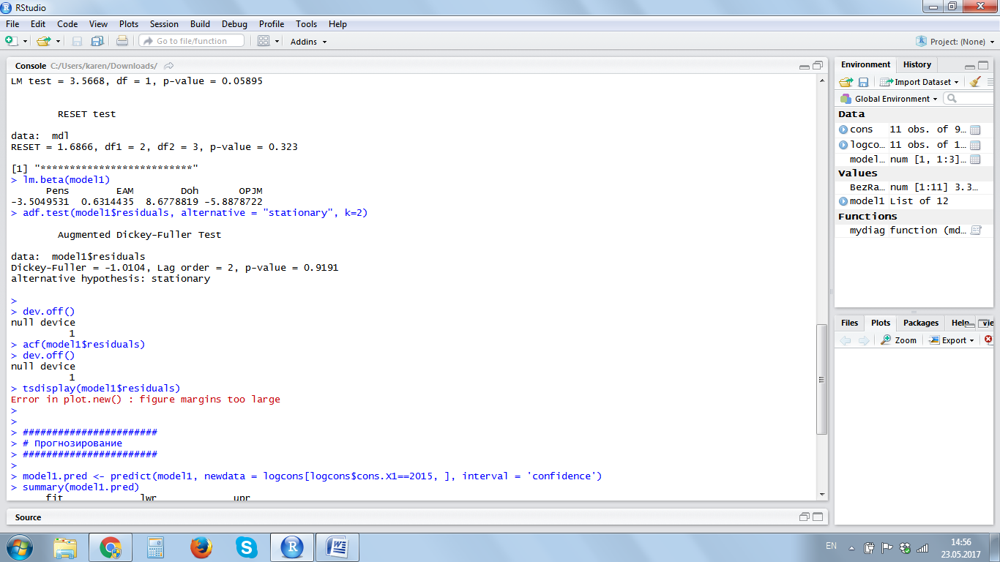 RStudio
File Edit Code View Plots Session Build Debug Profile Tools Help
Go to file/function Addins Project: (None)
Console C:/Users/karen/Downloads/
LM test = 3.5668, df = 1, p-value = 0.05895
RESET test
data: mdl
RESET = 1.6866, df1 = 2, df2 = 3, p-value = 0.323
[1] "**************************"
> lm.beta(model1)
Pens EAM Doh OPJM
-3.5049531 0.6314435 8.6778819 -5.8878722
> adf.test(model1$residuals, alternative = "stationary", k=2)
Augmented Dickey-Fuller Test
data: model1$residuals
Dickey-Fuller = -1.0104, Lag order = 2, p-value = 0.9191
alternative hypothesis: stationary
>
> dev.off()
null device
1
> acf(model1$residuals)
> dev.off()
null device
1
> tsdisplay(model1$residuals)
Error in plot.new() : figure margins too large
>
>
> #######################
> # Прогнозирование
> #######################
>
> model1.pred <- predict(model1, newdata = logcons[logcons$cons.X1==2015, ], interval = 'confidence')
> summary(model1.pred)
fit lwr upr
Source
Environment History
Import Dataset
Global Environment
Data
cons 11 obs. of 9…
logco… 11 obs. of 1…
model… num [1, 1:3]…
Values
BezRa… num [1:11] 3.3…
model1 List of 12
Functions
mydiag function (md…
Files Plots Packages Help Vie
Zoom Export
EN
14:56
23.05.2017